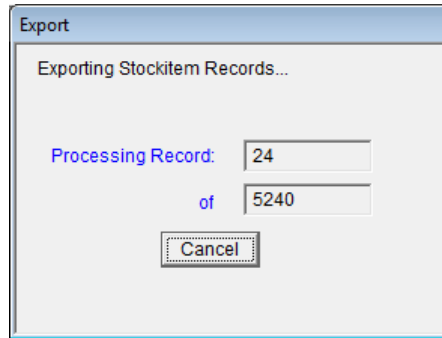 Export
Exporting Stockitem Records...
Processing Record: 24
of 5240
Cancel